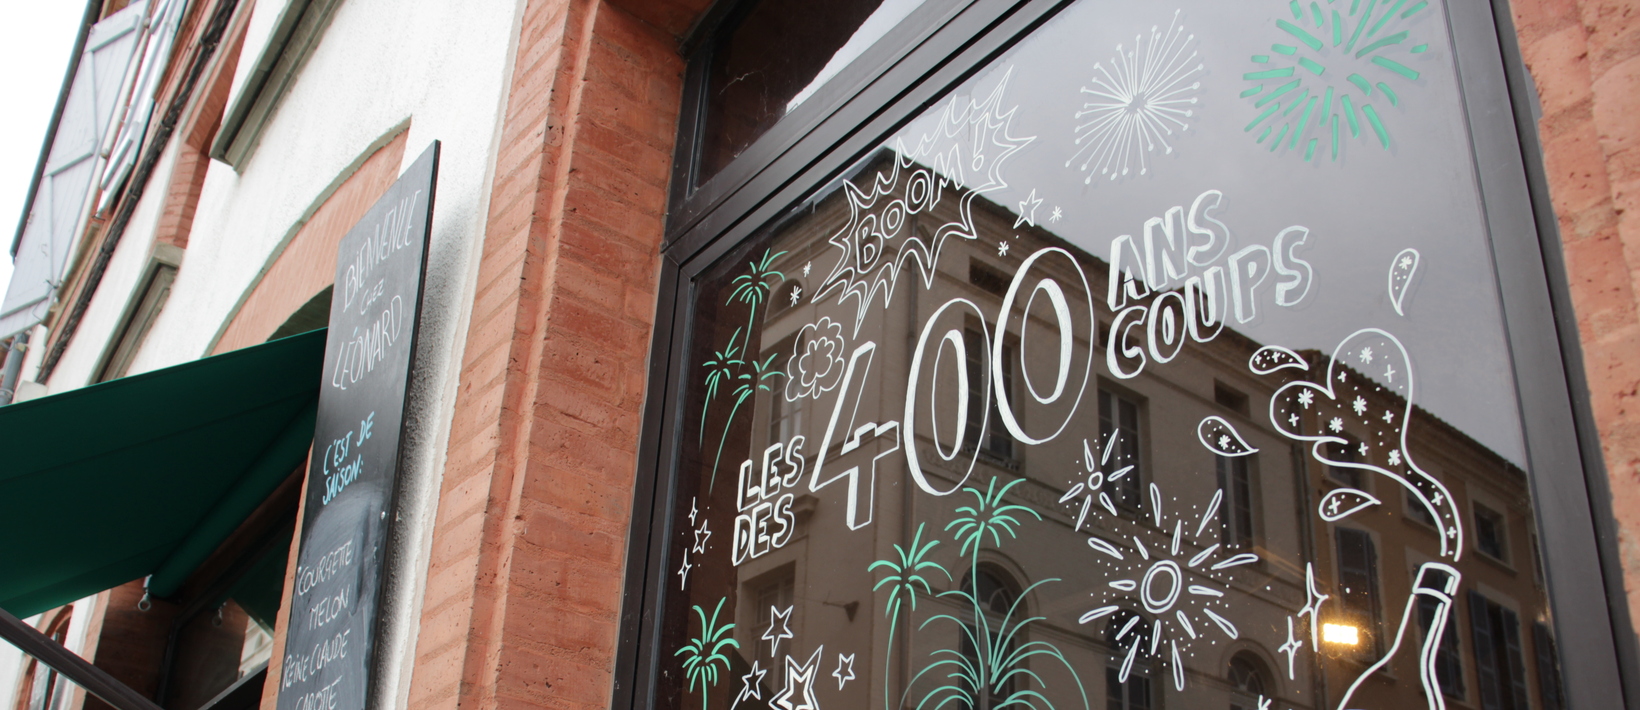 BIENVENUE
CHEZ
LÉONARD
C'EST DE
SAISON:
COURGETTE
MELON
REINE CLAUDE
CAROTTE
BOOM!
LES 400 ANS
DES COUPS